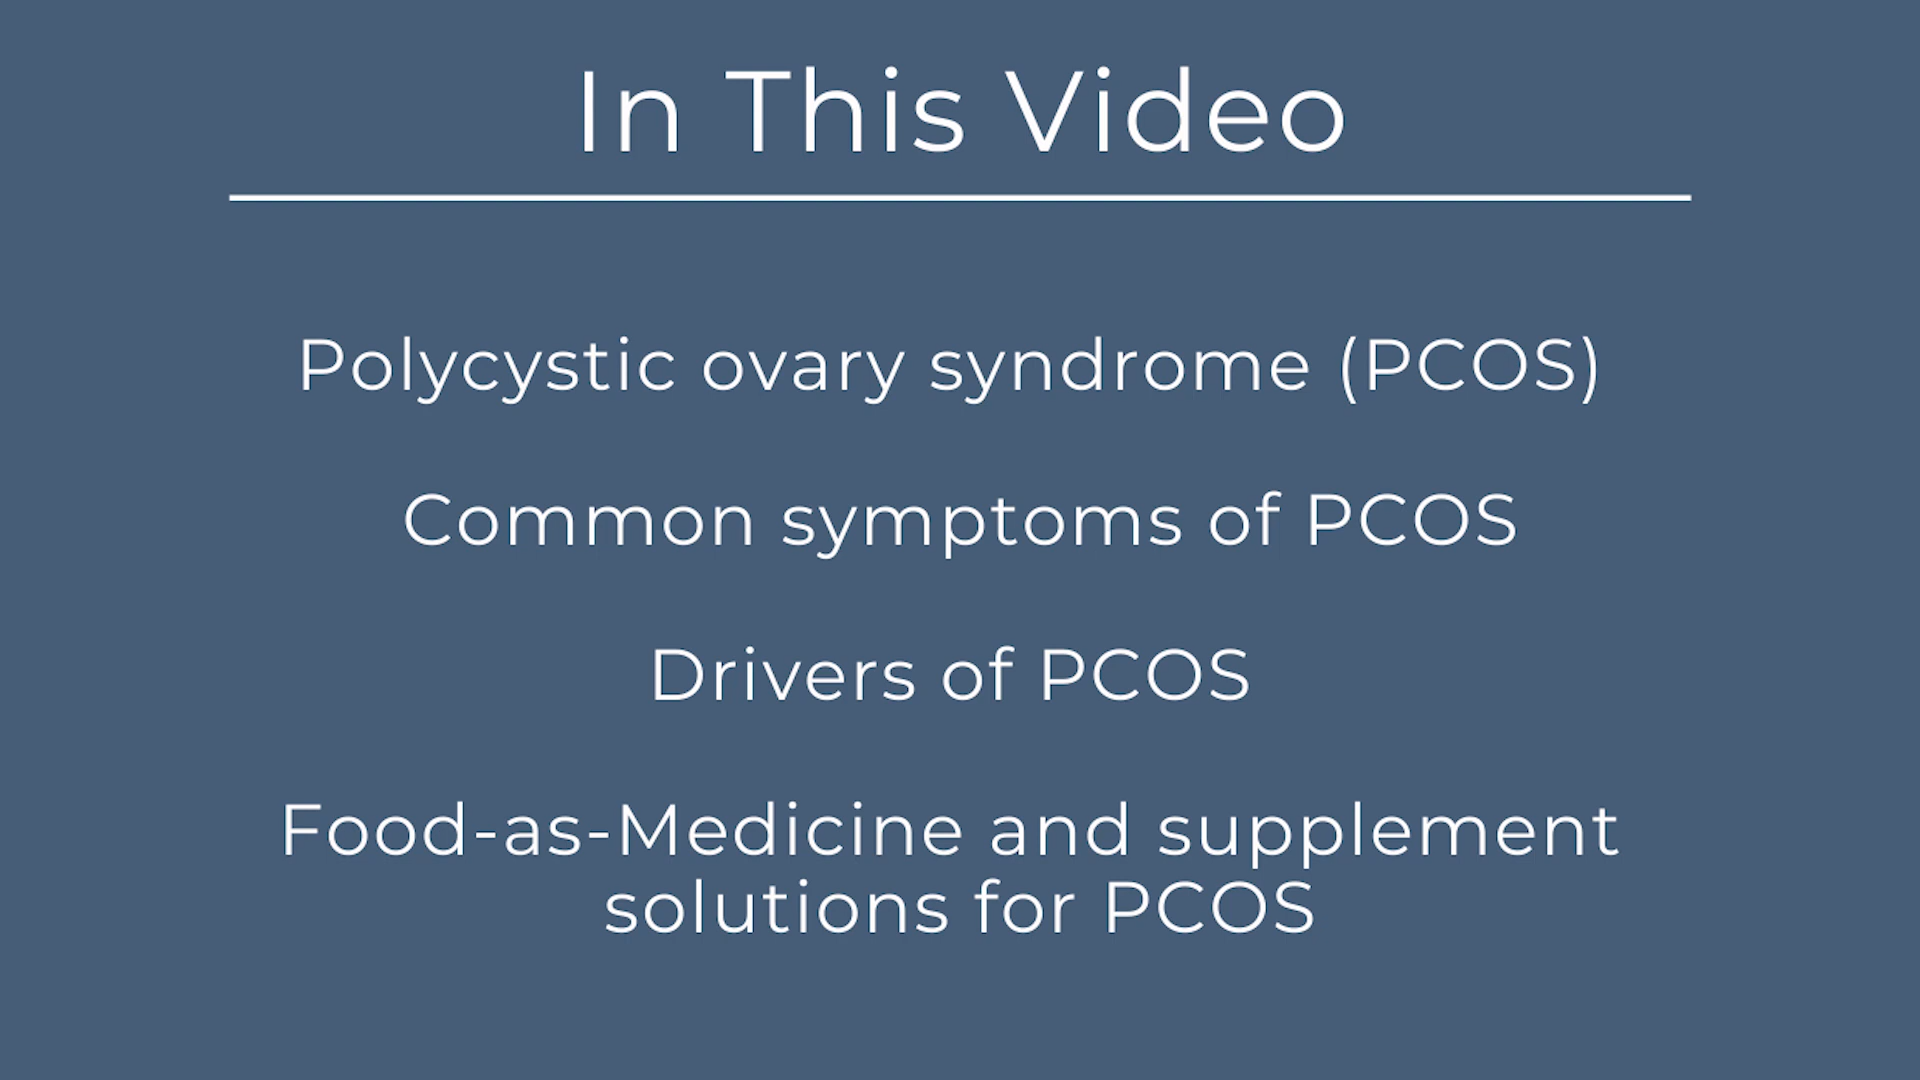 In This Video
Polycystic ovary syndrome (PCOS)
Common symptoms of PCOS
Drivers of PCOS
Food-as-Medicine and supplement
solutions for PCOS